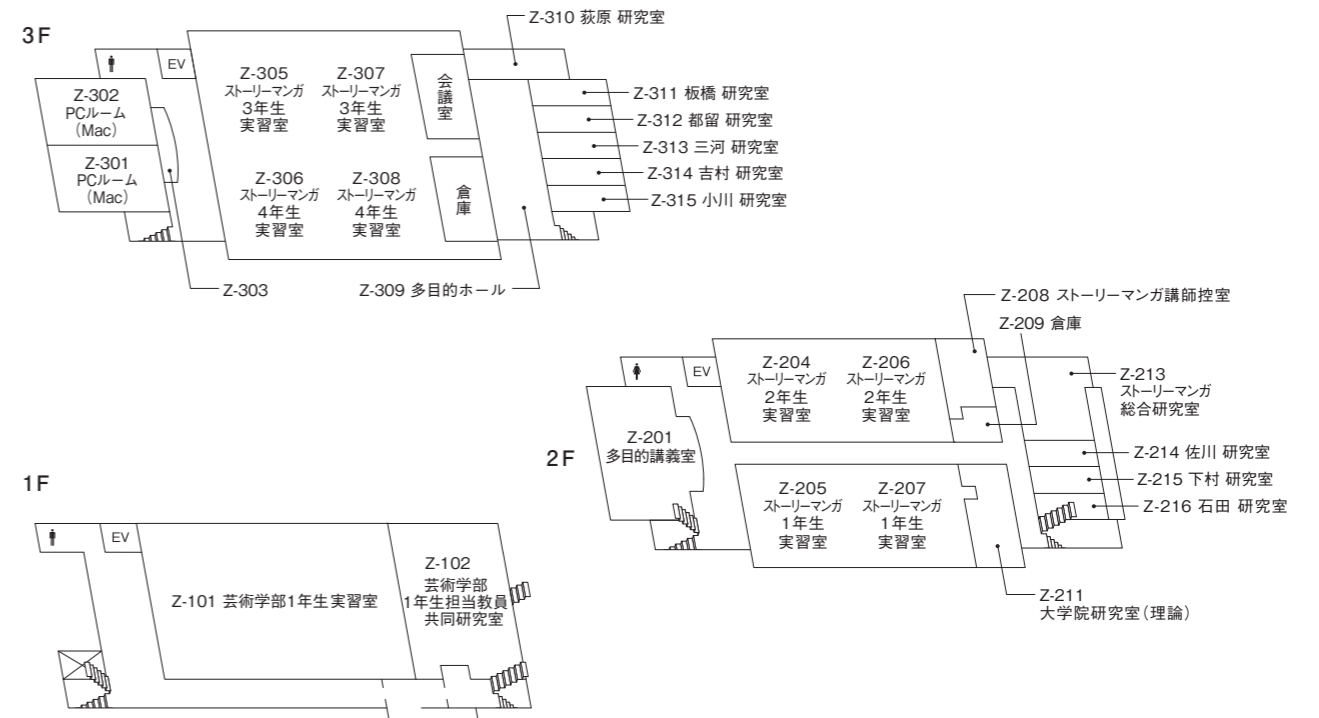 3F
Z-310 荻原 研究室
EV
Z-305
ストーリーマンガ
3年生
実習室
Z-307
ストーリーマンガ
3年生
実習室
会議室
Z-302
PCルーム
(Mac)
Z-301
PCルーム
(Mac)
Z-306
ストーリーマンガ
4年生
実習室
Z-308
ストーリーマンガ
4年生
実習室
倉庫
Z-311 板橋 研究室
Z-312 都留 研究室
Z-313 三河 研究室
Z-314 吉村 研究室
Z-315 小川 研究室
Z-303
Z-309 多目的ホール
2F
Z-208 ストーリーマンガ講師控室
Z-209 倉庫
EV
Z-204
ストーリーマンガ
2年生
実習室
Z-206
ストーリーマンガ
2年生
実習室
Z-213
ストーリーマンガ
総合研究室
Z-201
多目的講義室
Z-214 佐川 研究室
Z-215 下村 研究室
Z-216 石田 研究室
Z-205
ストーリーマンガ
1年生
実習室
Z-207
ストーリーマンガ
1年生
実習室
Z-211
大学院研究室(理論)
1F
EV
Z-101 芸術学部1年生実習室
Z-102
芸術学部
1年生担当教員
共同研究室